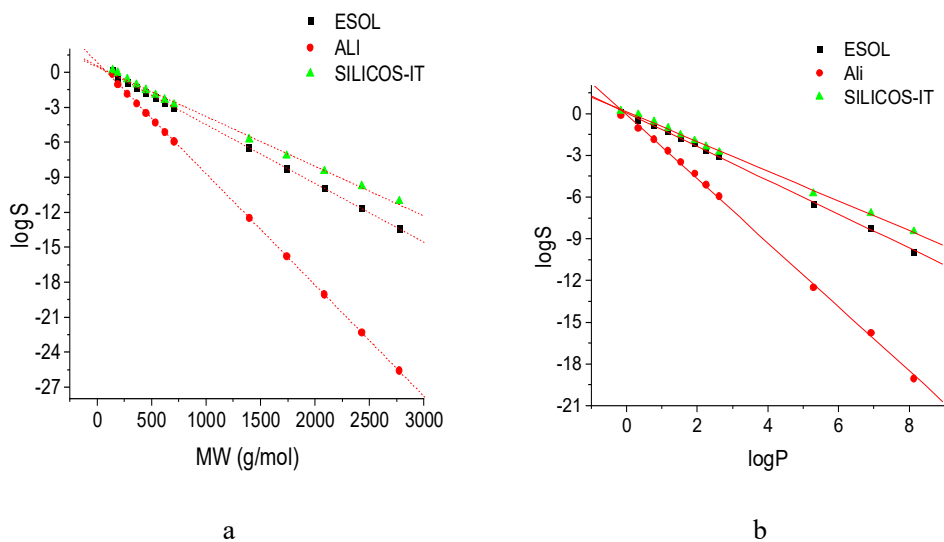 ESOL
ALI
SILICOS-IT
0
-3
-6
-9
-12
-15
-18
-21
-24
-27
logS
0 500 1000 1500 2000 2500 3000
MW (g/mol)
a
ESOL
Ali
SILICOS-IT
0
-3
-6
-9
-12
-15
-18
-21
logS
0 2 4 6 8
logP
b